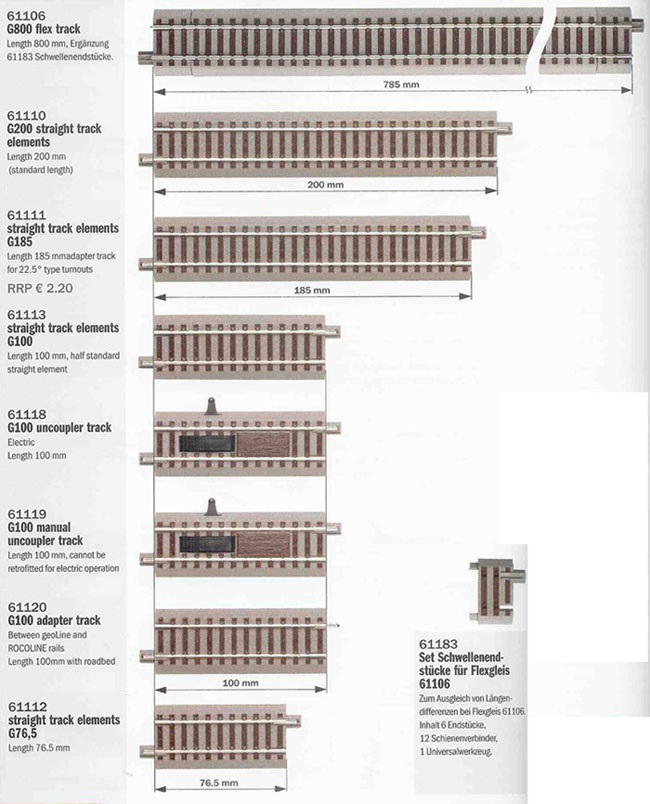 61106
G800 flex track
Length 800 mm, Ergänzung
61183 Schwellenendstücke.
785 mm
61110
G200 straight track
elements
Length 200 mm
(standard length)
200 mm
61111
straight track elements
G185
Length 185 mmadapter track
for 22.5° type turnouts
RRP € 2.20
185 mm
61113
straight track elements
G100
Length 100 mm, half standard
straight element
61118
G100 uncoupler track
Electric
Length 100 mm
61119
G100 manual
uncoupler track
Length 100 mm, cannot be
retrofitted for electric operation
61120
G100 adapter track
Between geoLine and
ROCOLINE rails
Length 100mm with roadbed
100 mm
61112
straight track elements
G76,5
Length 76.5 mm
76.5 mm
61183
Set Schwellenend-
stücke für Flexgleis
61106
Zum Ausgleich von Längen-
differenzen bei Flexgleis 61106.
Inhalt 6 Endstücke,
12 Schienenverbinder,
1 Universalwerkzeug.